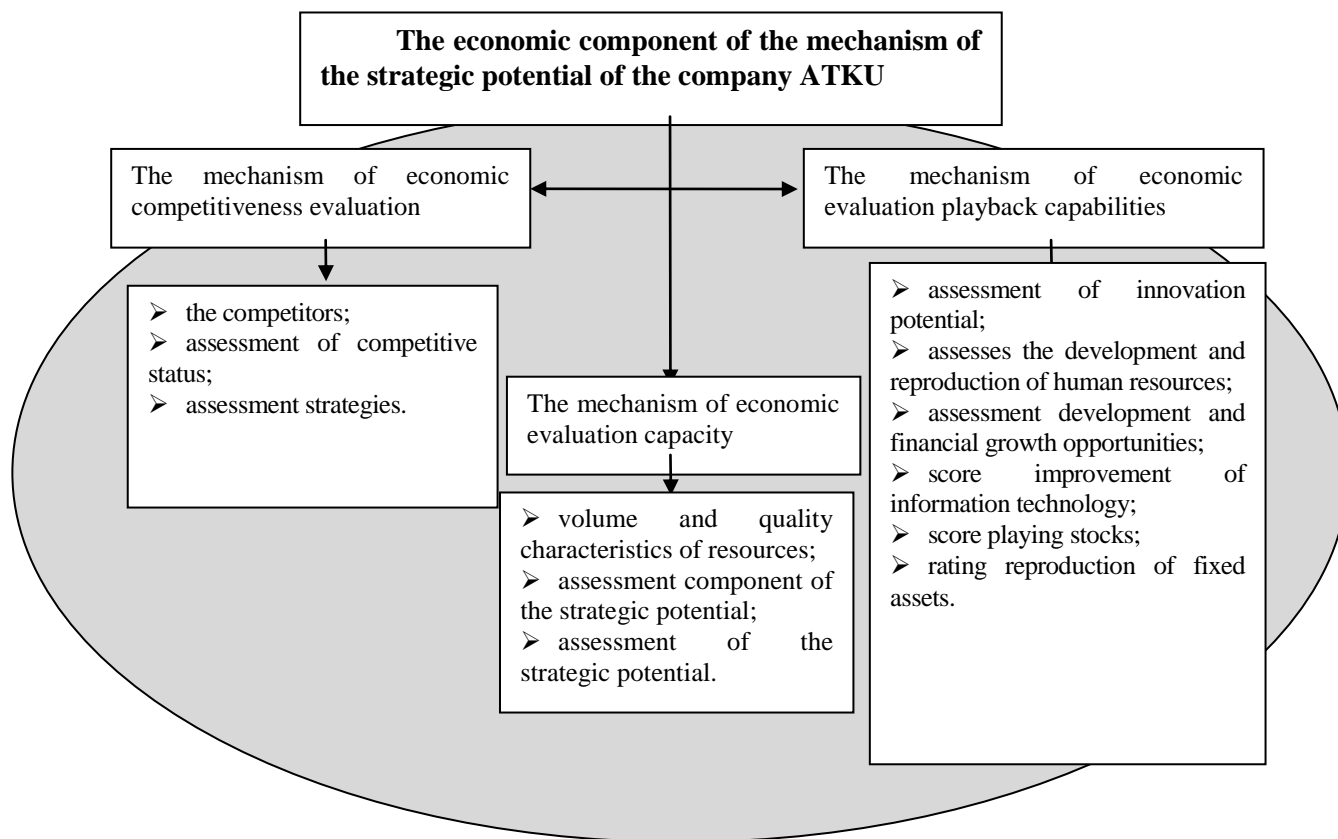 The economic component of the mechanism of
the strategic potential of the company ATKU
The mechanism of economic
competitiveness evaluation
The mechanism of economic
evaluation playback capabilities
➢ the competitors;
➢ assessment of competitive
status;
➢ assessment strategies.
The mechanism of economic
evaluation capacity
➢ volume and quality
characteristics of resources;
➢ assessment component of
the strategic potential;
➢ assessment of the
strategic potential.
➢ assessment of innovation
potential;
➢ assesses the development and
reproduction of human resources;
➢ assessment development and
financial growth opportunities;
➢ score improvement of
information technology;
➢ score playing stocks;
➢ rating reproduction of fixed
assets.